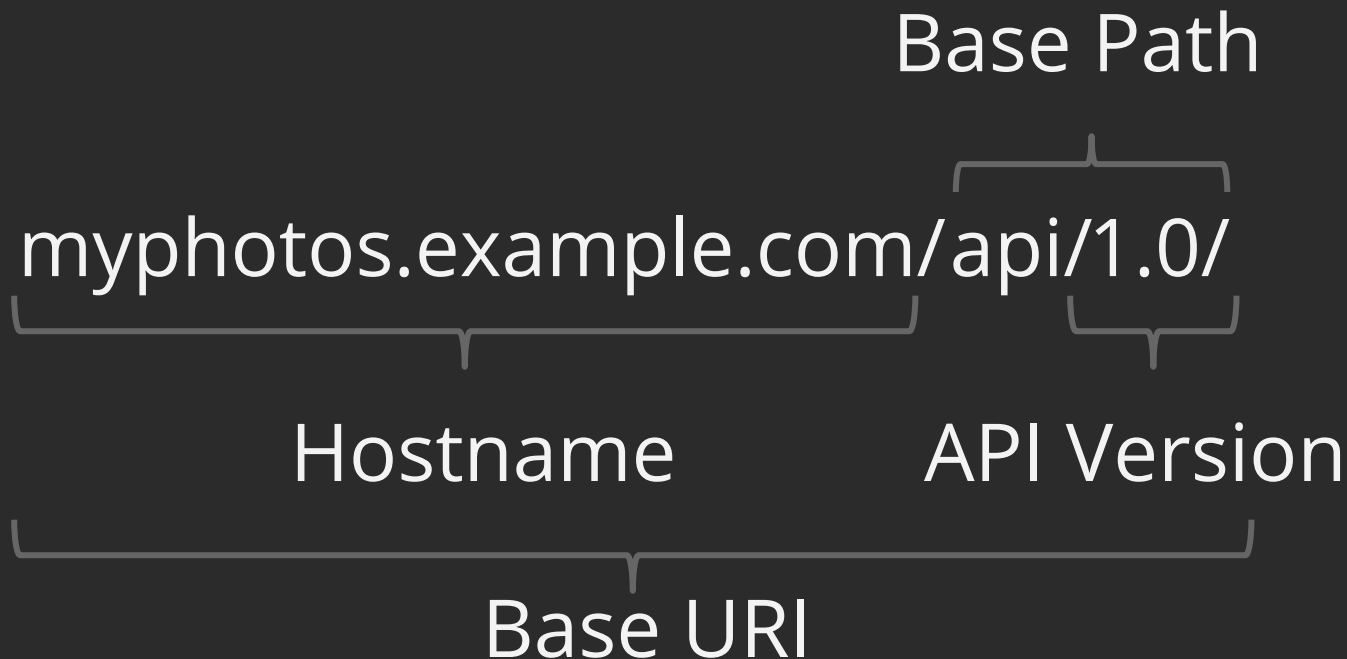 Base Path
myphotos.example.com/api/1.0/
Hostname
API Version
Base URI